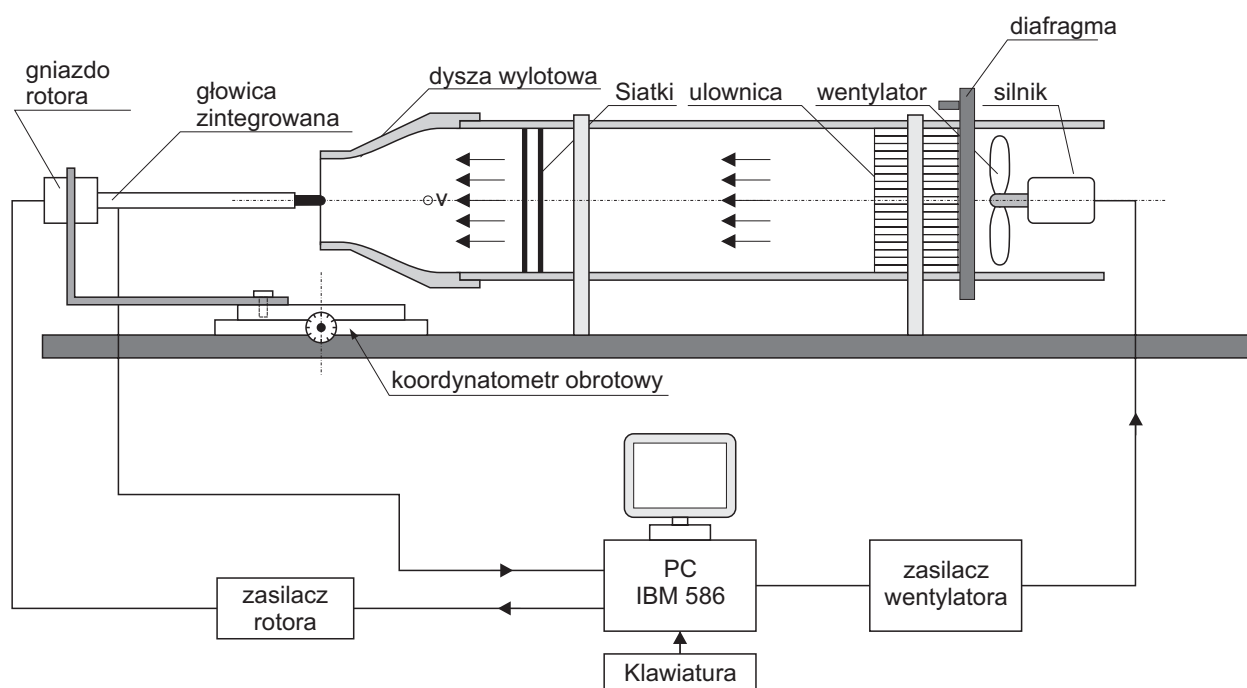 diafragma
gniazdo
rotora
głowica
zintegrowana
dysza wylotowa
Siatki
ulownica
wentylator
silnik
v
koordynatometr obrotowy
PC
IBM 586
zasilacz
wentylatora
zasilacz
rotora
Klawiatura